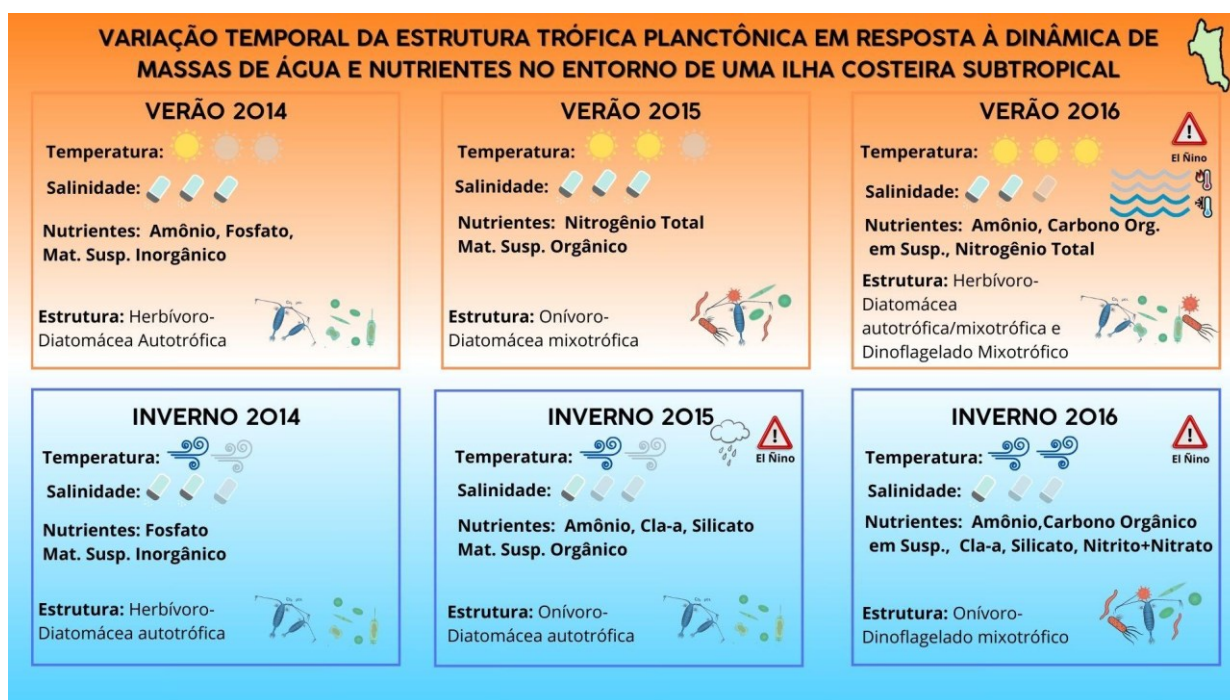 VARIAÇÃO TEMPORAL DA ESTRUTURA TRÓFICA PLANCTÔNICA EM RESPOSTA À DINÂMICA DE
MASSAS DE ÁGUA E NUTRIENTES NO ENTORNO DE UMA ILHA COSTEIRA SUBTROPICAL
VERÃO 2014
Temperatura:
Salinidade:
Nutrientes: Amônio, Fosfato,
Mat. Susp. Inorgânico
Estrutura: Herbívoro-
Diatomácea Autotrófica
VERÃO 2015
Temperatura:
Salinidade:
Nutrientes: Nitrogênio Total
Mat. Susp. Orgânico
Estrutura: Onívoro-
Diatomácea mixotrófica
VERÃO 2016
Temperatura:
El Ñino
Salinidade:
Nutrientes: Amônio, Carbono Org.
em Susp., Nitrogênio Total
Estrutura: Herbívoro-
Diatomácea
autotrófica/mixotrófica e
Dinoflagelado Mixotrófico
INVERNO 2014
Temperatura:
Salinidade:
Nutrientes: Fosfato
Mat. Susp. Inorgânico
Estrutura: Herbívoro-
Diatomácea autotrófica
INVERNO 2015
Temperatura:
El Ñino
Salinidade:
Nutrientes: Amônio, Cla-a, Silicato
Mat. Susp. Orgânico
Estrutura: Onívoro-
Diatomácea autotrófica
INVERNO 2016
Temperatura:
El Ñino
Salinidade:
Nutrientes: Amônio,Carbono Orgânico
em Susp., Cla-a, Silicato, Nitrito+Nitrato
Estrutura: Onívoro-
Dinoflagelado mixotrófico